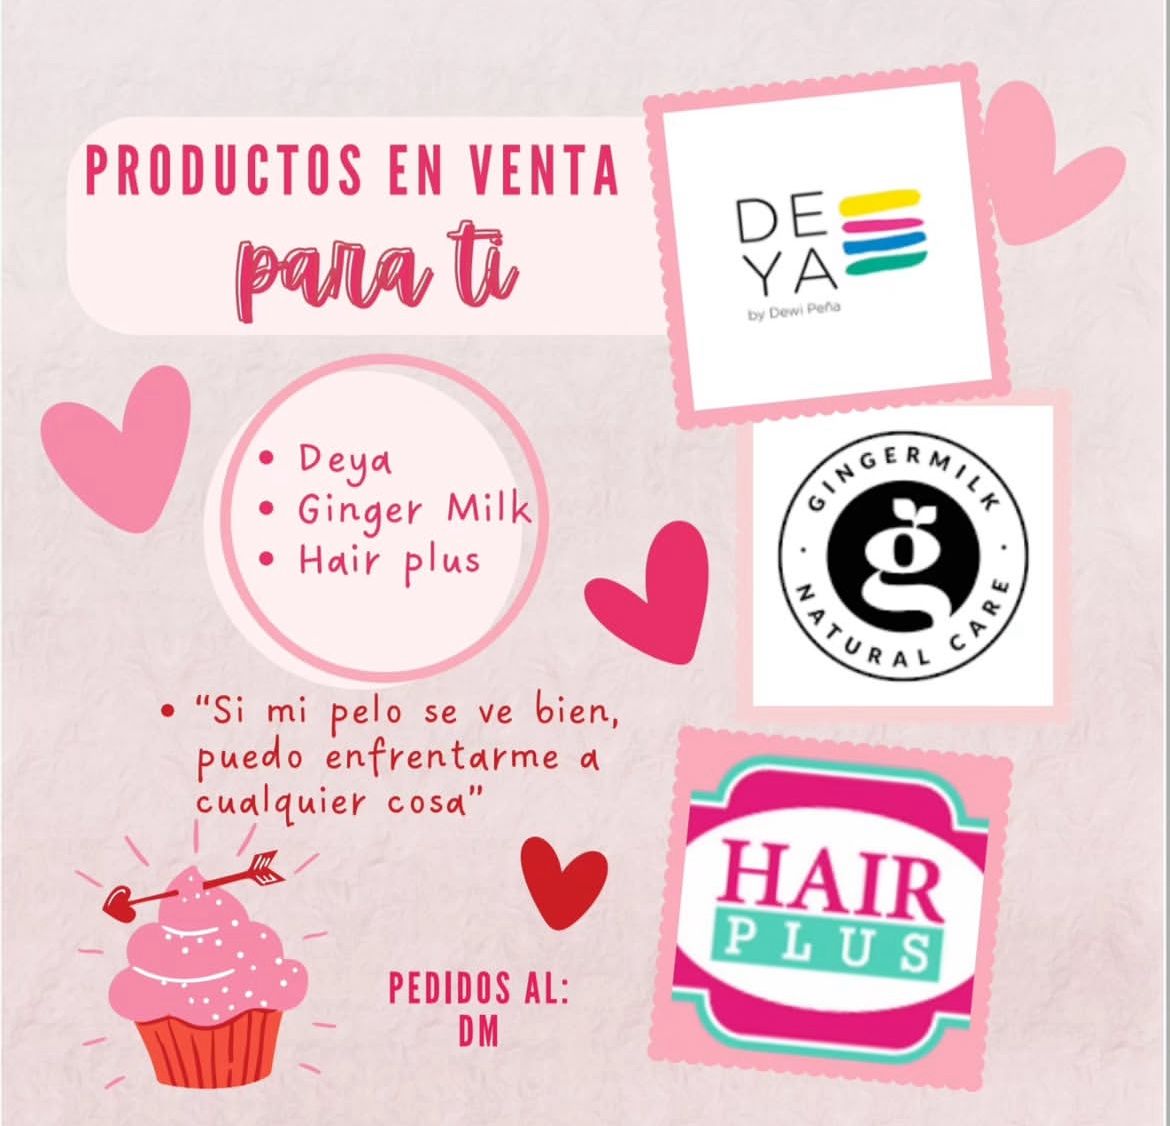 PRODUCTOS EN VENTA
para ti
DE
YA
by Dewi Peña
• Deya
• Ginger Milk
• Hair plus
GINGERMILK
g
NATURAL CARE
• “Si mi pelo se ve bien,
puedo enfrentarme a
cualquier cosa”
HAIR
PLUS
PEDIDOS AL:
DM